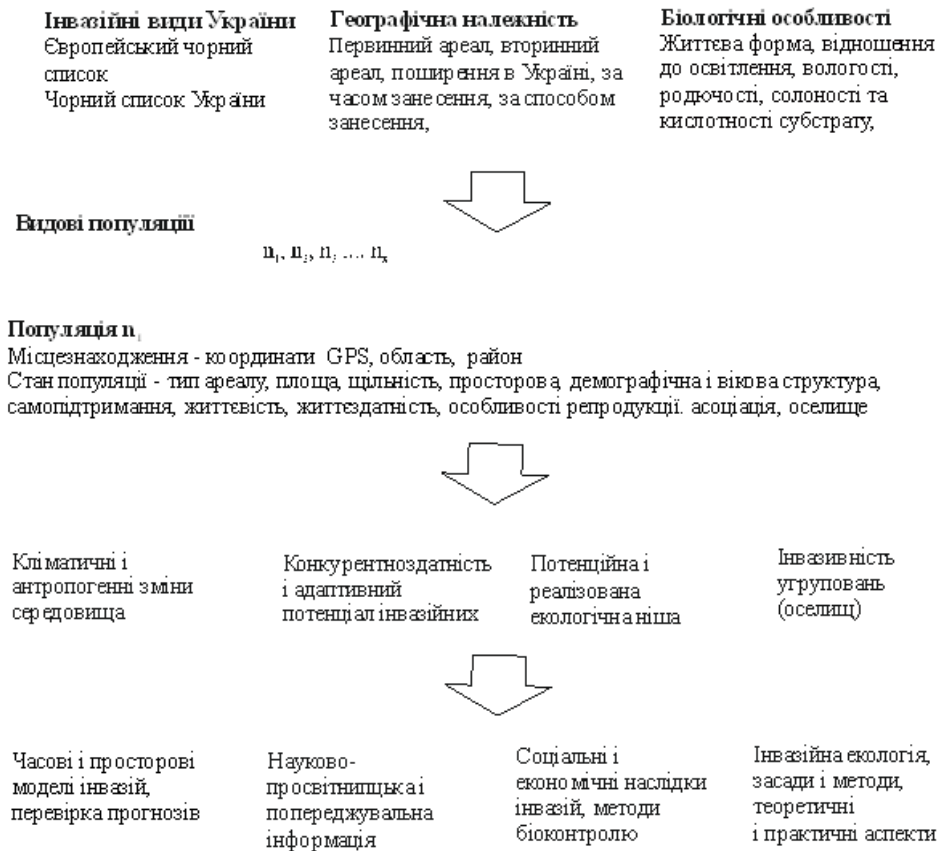 Інвазійні види України
Європейський чорний
список
Чорний список України
Географічна належність
Первинний ареал, вторинний
ареал, поширення в Україні, за
часом занесення, за способом
занесення,
Біологічні особливості
Життєва форма, відношення
до освітлення, вологості,
родючості, солоності та
кислотності субстрату,
Видові популяціїї
n₁, n₂, n, .... nₓ
Популяція n₁
Місцезнаходження - координати GPS, область, район
Стан популяції - тип ареалу, площа, щільність, просторова, демографічна і вікова структура,
самопідтримання, життєвість, життєздатність, особливості репродукції. асоціація, оселище
Кліматичні і
антропогенні зміни
середовища
Конкурентноздатність
і адаптивний
потенціал інвазійних
Потенційна і
реалізована
екологічна ніша
Інвазивність
угруповань
(оселищ)
Часові і просторові
моделі інвазій,
перевірка прогнозів
Науково-
просвітницька і
попереджувальна
інформація
Соціальні і
економічні наслідки
інвазій, методи
біоконтролю
Інвазійна екологія,
засади і методи,
теоретичні
і практичні аспекти